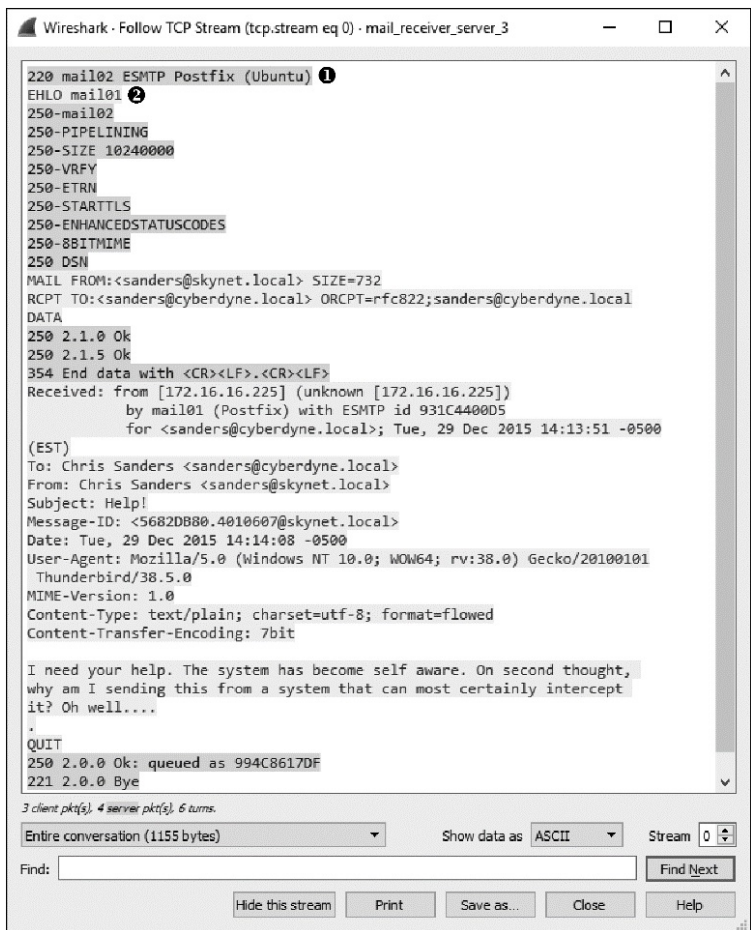 Wireshark · Follow TCP Stream (tcp.stream eq 0) · mail_receiver_server_3
220 mail02 ESMTP Postfix (Ubuntu) ❶
EHLO mail01 ❷
250-mail02
250-PIPELINING
250-SIZE 10240000
250-VRFY
250-ETRN
250-STARTTLS
250-ENHANCEDSTATUSCODES
250-8BITMIME
250 DSN
MAIL FROM:<sanders@skynet.local> SIZE=732
RCPT TO:<sanders@cyberdyne.local> ORCPT=rfc822;sanders@cyberdyne.local
DATA
250 2.1.0 Ok
250 2.1.5 Ok
354 End data with <CR><LF>.<CR><LF>
Received: from [172.16.16.225] (unknown [172.16.16.225])
by mail01 (Postfix) with ESMTP id 931C4400D5
for <sanders@cyberdyne.local>; Tue, 29 Dec 2015 14:13:51 -0500
(EST)
To: Chris Sanders <sanders@cyberdyne.local>
From: Chris Sanders <sanders@skynet.local>
Subject: Help!
Message-ID: <5682DB80.4010607@skynet.local>
Date: Tue, 29 Dec 2015 14:14:08 -0500
User-Agent: Mozilla/5.0 (Windows NT 10.0; WOW64; rv:38.0) Gecko/20100101
Thunderbird/38.5.0
MIME-Version: 1.0
Content-Type: text/plain; charset=utf-8; format=flowed
Content-Transfer-Encoding: 7bit
I need your help. The system has become self aware. On second thought,
why am I sending this from a system that can most certainly intercept
it? Oh well....
.
QUIT
250 2.0.0 Ok: queued as 994C8617DF
221 2.0.0 Bye
3 client pkt(s), 4 server pkt(s), 6 turns.
Entire conversation (1155 bytes) Show data as ASCII Stream 0
Find: Find Next
Hide this stream Print Save as... Close Help